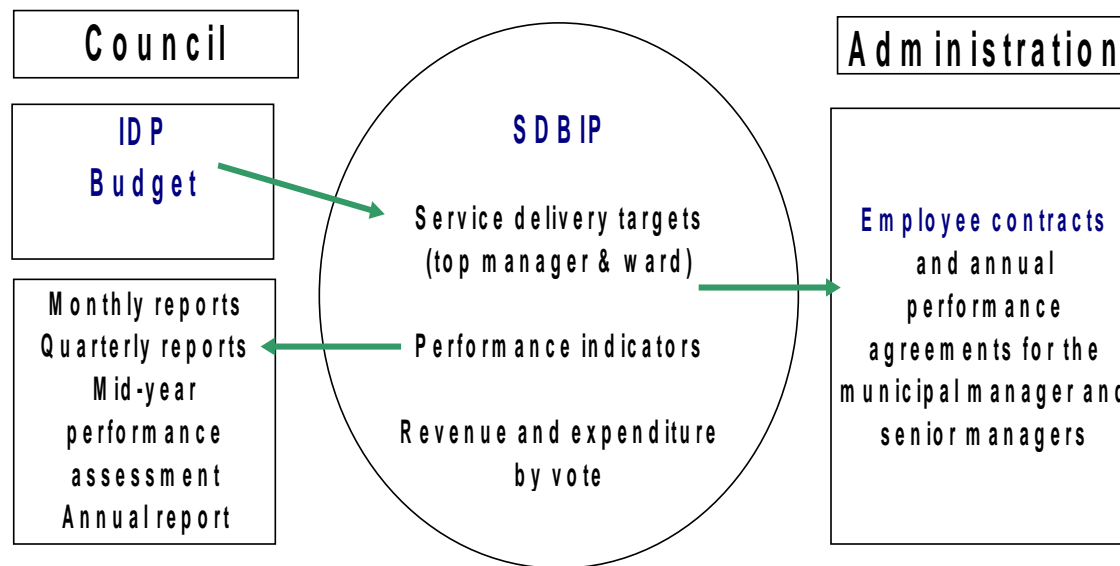 Council
IDP
Budget
Monthly reports
Quarterly reports
Mid-year
performance
assessment
Annual report
SDBIP
Service delivery targets
(top manager & ward)
Performance indicators
Revenue and expenditure
by vote
Administration
Employee contracts
and annual
performance
agreements for the
municipal manager and
senior managers